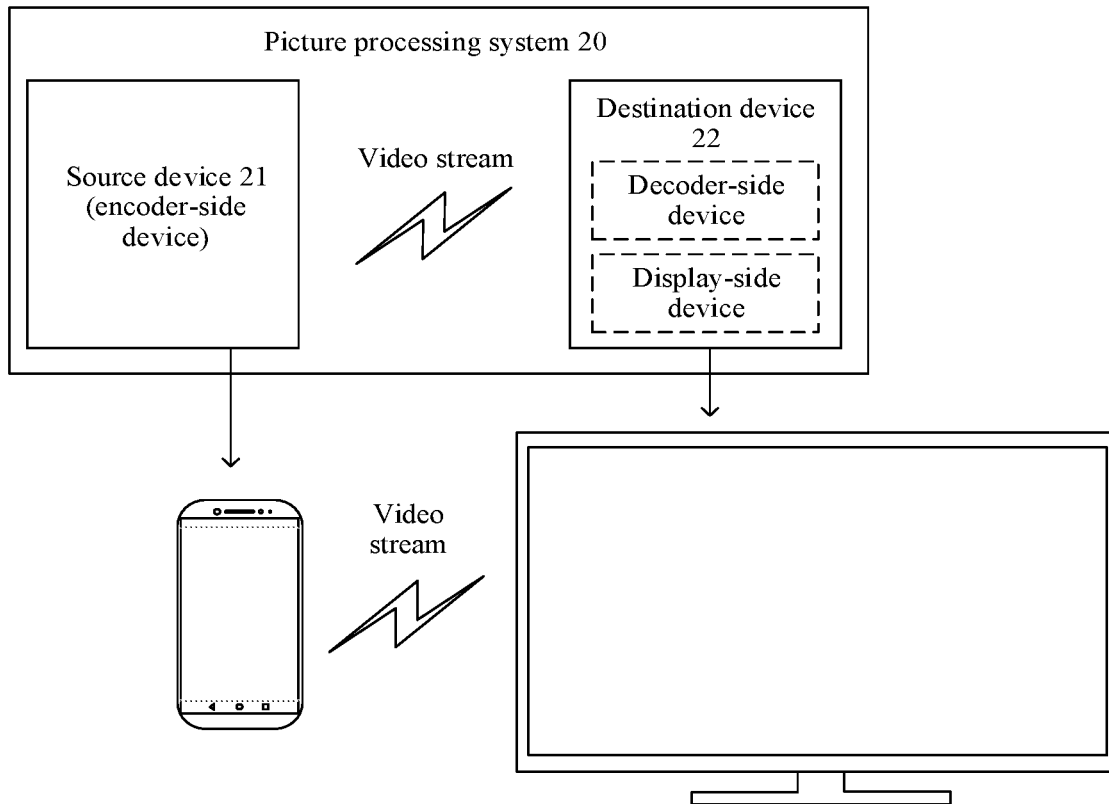 Picture processing system 20
Source device 21
(encoder-side
device)
Video stream
Destination device
22
Decoder-side
device
Display-side
device
Video
stream